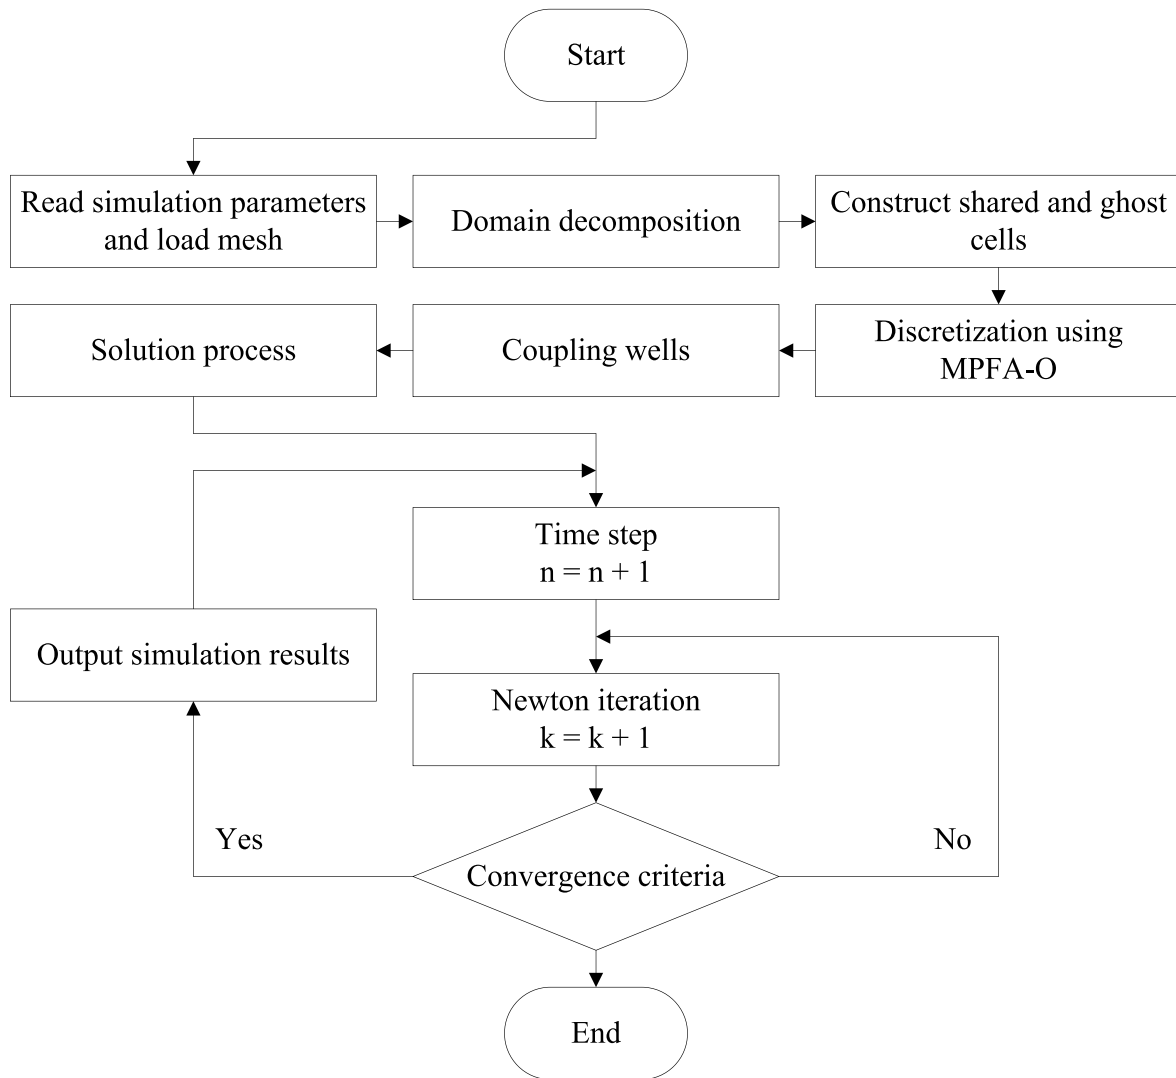 Start
Read simulation parameters
and load mesh
Domain decomposition
Construct shared and ghost
cells
Solution process
Coupling wells
Discretization using
MPFA-O
Time step
n = n + 1
Output simulation results
Newton iteration
k = k + 1
Yes
No
Convergence criteria
End